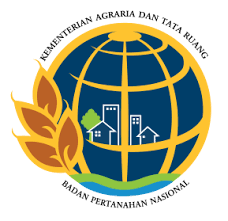 KEMENTERIAN AGRARIA DAN TATA RUANG
BADAN PERTANAHAN NASIONAL